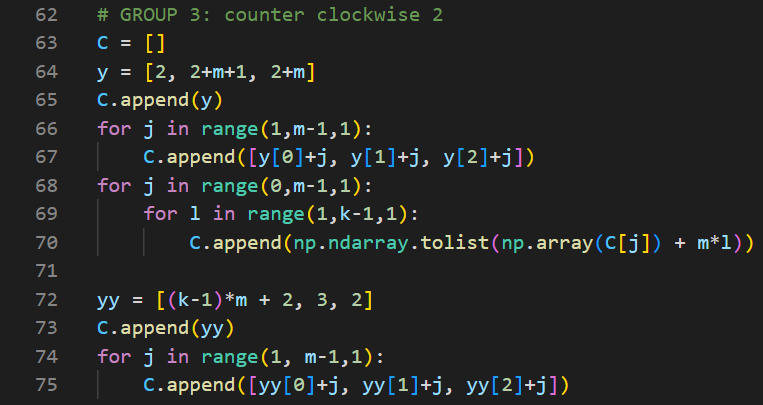 62 # GROUP 3: counter clockwise 2
63 C = []
64 y = [2, 2+m+1, 2+m]
65 C.append(y)
66 for j in range(1,m-1,1):
67     C.append([y[0]+j, y[1]+j, y[2]+j])
68 for j in range(0,m-1,1):
69     for l in range(1,k-1,1):
70         C.append(np.ndarray.tolist(np.array(C[j]) + m*l))
71
72 yy = [(k-1)*m + 2, 3, 2]
73 C.append(yy)
74 for j in range(1, m-1,1):
75     C.append([yy[0]+j, yy[1]+j, yy[2]+j])